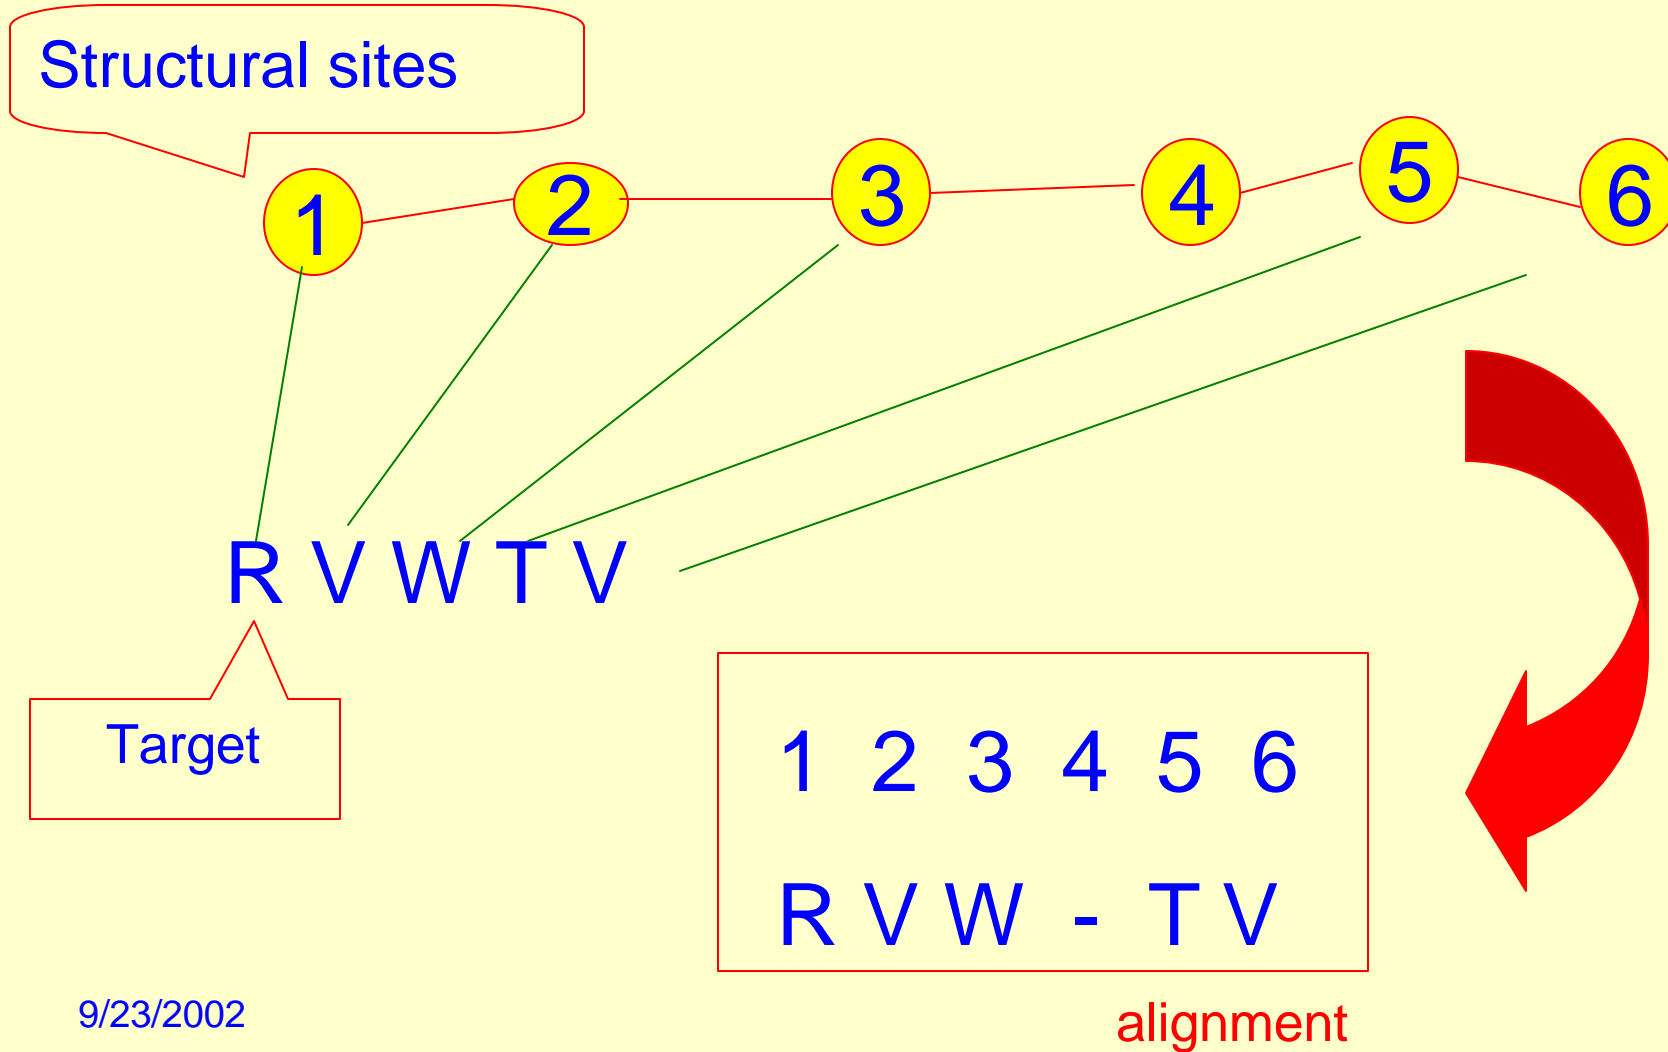 Structural sites
1 2 3 4 5 6
R V W T V
Target
1 2 3 4 5 6
R V W - T V
9/23/2002
alignment